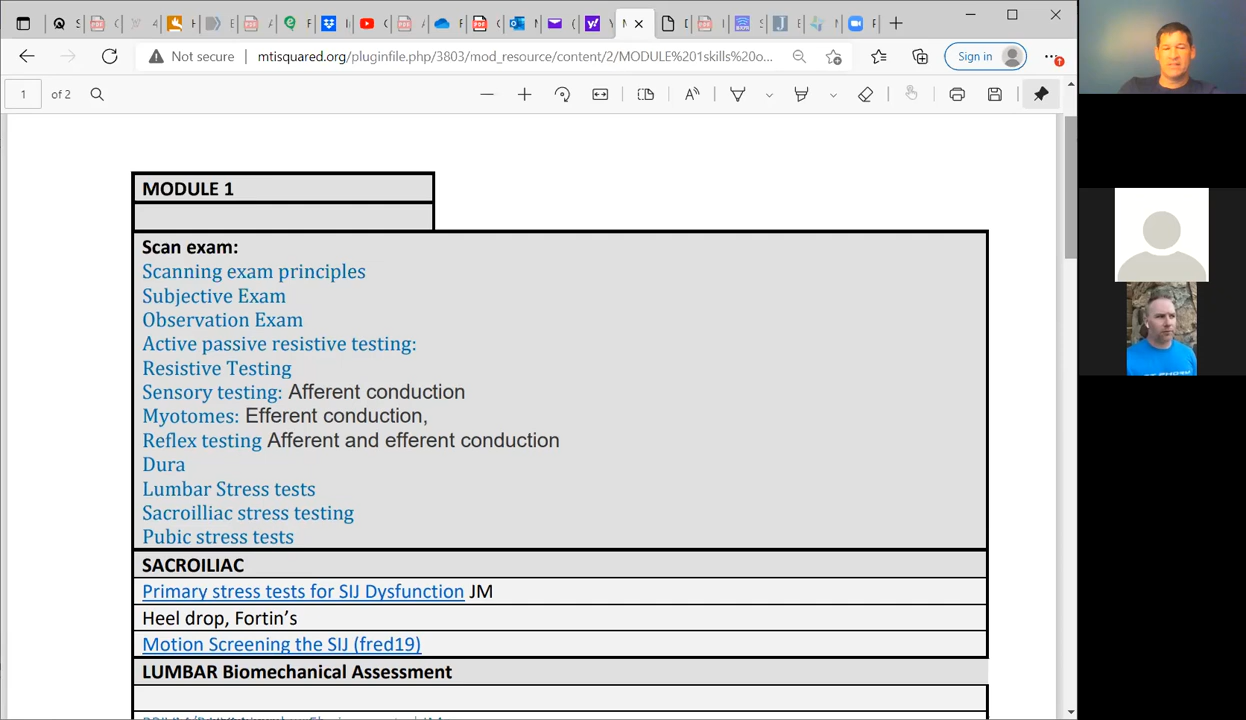 Not secure
mtisquared.org/pluginfile.php/3803/mod_resource/content/2/MODULE%201skills%20o...
Sign in
1 of 2
MODULE 1
Scan exam:
Scanning exam principles
Subjective Exam
Observation Exam
Active passive resistive testing:
Resistive Testing
Sensory testing: Afferent conduction
Myotomes: Efferent conduction,
Reflex testing Afferent and efferent conduction
Dura
Lumbar Stress tests
Sacroilliac stress testing
Pubic stress tests
SACROILIAC
Primary stress tests for SIJ Dysfunction JM
Heel drop, Fortin’s
Motion Screening the SIJ (fred19)
LUMBAR Biomechanical Assessment